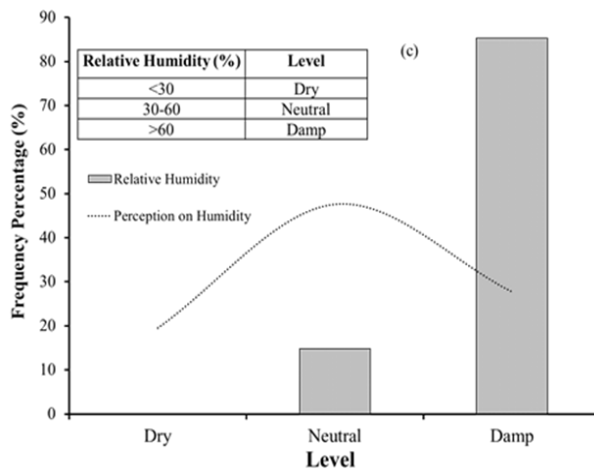 90
80
70
60
50
40
30
20
10
0
Frequency Percentage (%)
Relative Humidity (%) Level
<30 Dry
30-60 Neutral
>60 Damp
(c)
Relative Humidity
Perception on Humidity
Dry Neutral Damp
Level